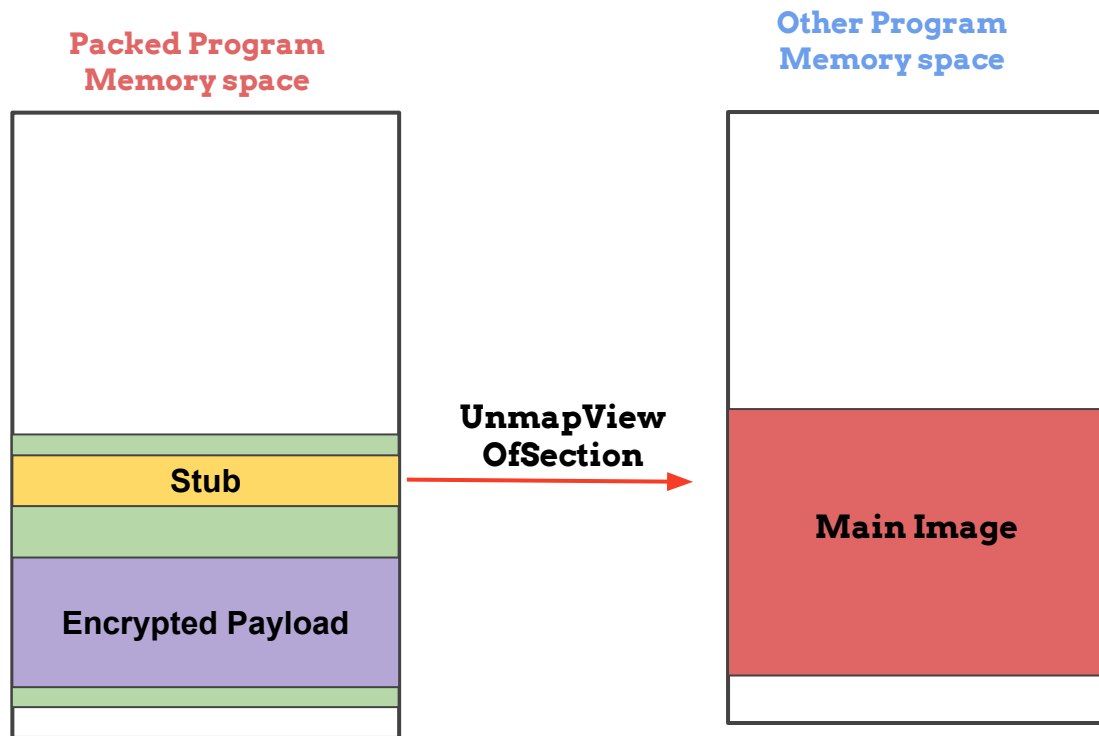 Packed Program
Memory space
Other Program
Memory space
Stub
Encrypted Payload
UnmapView
OfSection
Main Image